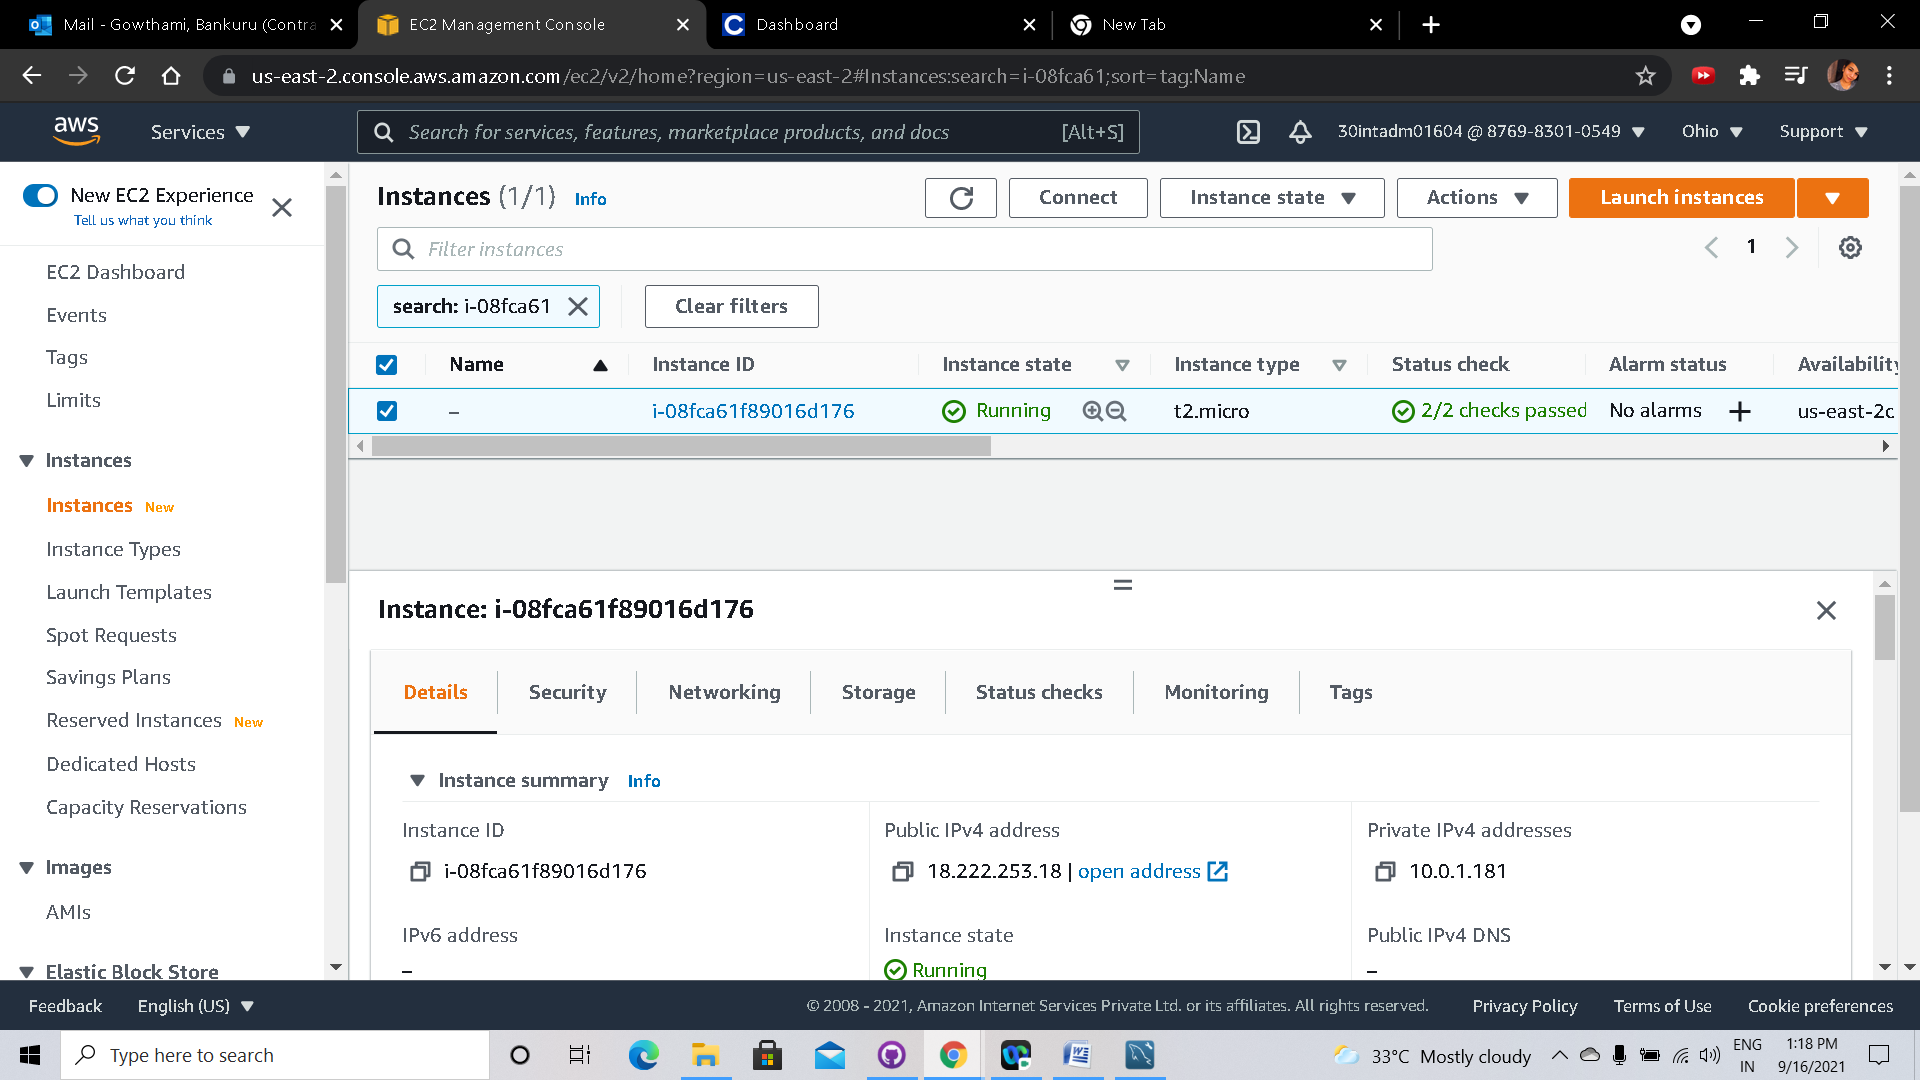 Mail - Gowthami, Bankuru (Contra
EC2 Management Console
Dashboard
New Tab
us-east-2.console.aws.amazon.com/ec2/v2/home?region=us-east-2#Instances:search=i-08fca61;sort=tag:Name
aws
Services
Search for services, features, marketplace products, and docs
[Alt+S]
30intadm01604 @ 8769-8301-0549
Ohio
Support
New EC2 Experience
Tell us what you think
EC2 Dashboard
Events
Tags
Limits
Instances
Instances New
Instance Types
Launch Templates
Spot Requests
Savings Plans
Reserved Instances New
Dedicated Hosts
Capacity Reservations
Images
AMIs
Elastic Block Store
Instances (1/1) Info
Connect
Instance state
Actions
Launch instances
Filter instances
1
search: i-08fca61
Clear filters
Name Instance ID Instance state Instance type Status check Alarm status Availability
– i-08fca61f89016d176 Running t2.micro 2/2 checks passed No alarms + us-east-2c
Instance: i-08fca61f89016d176
Details Security Networking Storage Status checks Monitoring Tags
Instance summary Info
Instance ID
i-08fca61f89016d176
Public IPv4 address
18.222.253.18 | open address
Private IPv4 addresses
10.0.1.181
IPv6 address
–
Instance state
Running
Public IPv4 DNS
–
Feedback English (US)
© 2008 - 2021, Amazon Internet Services Private Ltd. or its affiliates. All rights reserved.
Privacy Policy Terms of Use Cookie preferences
Type here to search
33°C Mostly cloudy
ENG
IN
1:18 PM
9/16/2021